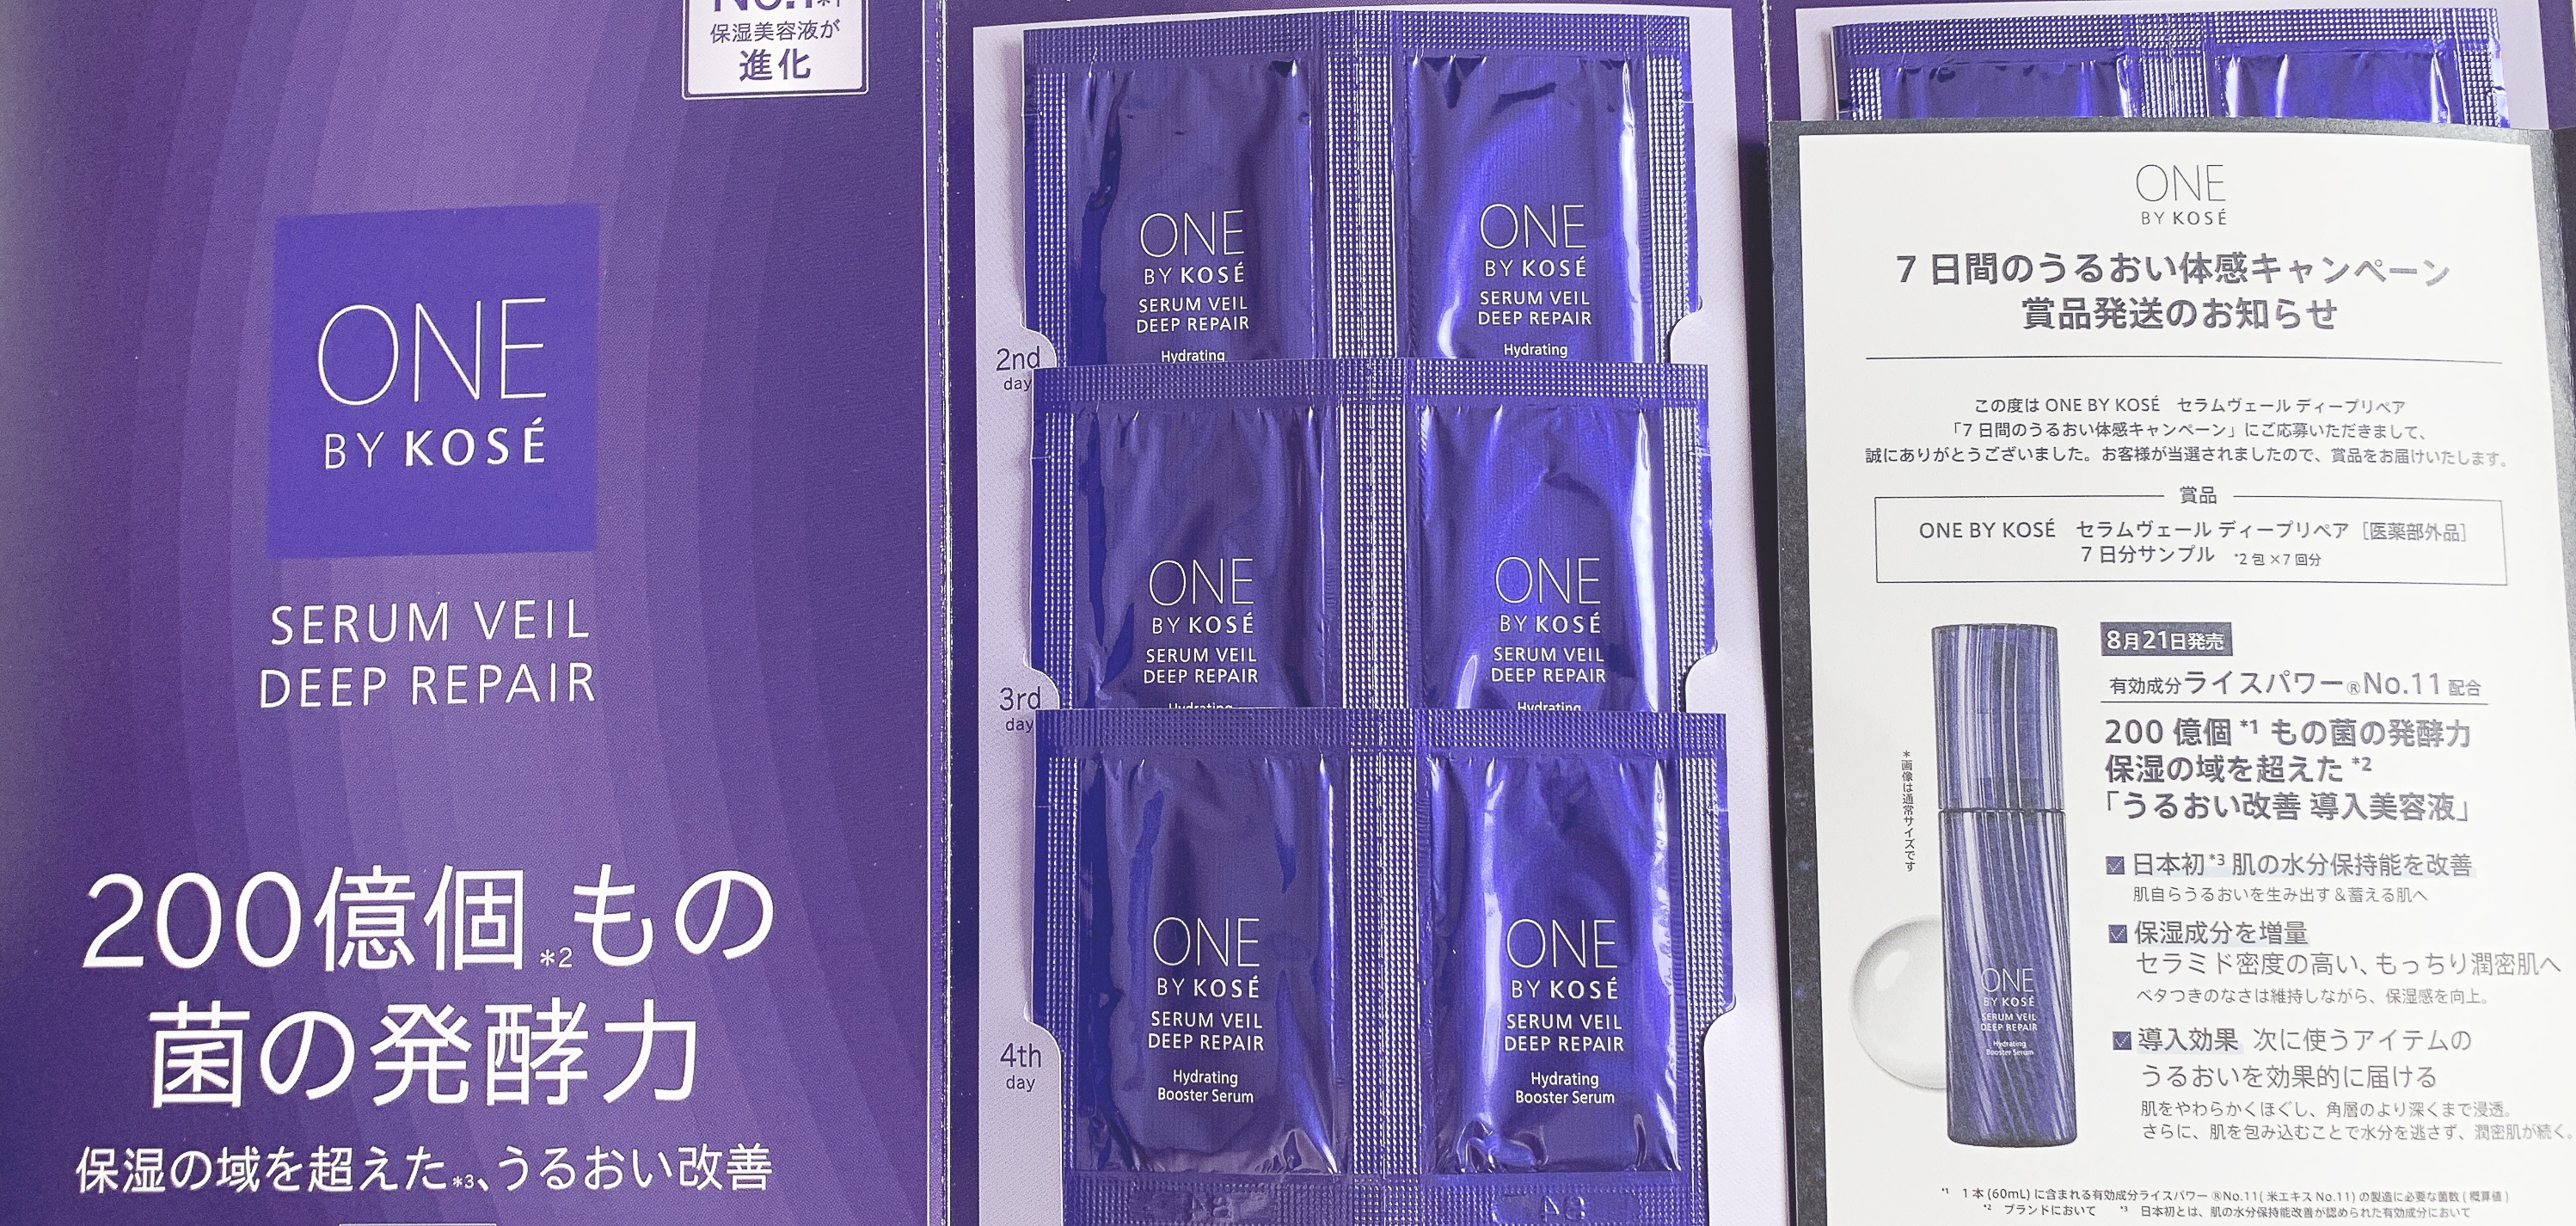 No.1
保湿美容液が
進化
ONE
BY KOSÉ
SERUM VEIL
DEEP REPAIR
200億個*2もの
菌の発酵力
保湿の域を超えた*3、うるおい改善
ONE
BY KOSÉ
SERUM VEIL
DEEP REPAIR
Hydrating
ONE
BY KOSÉ
SERUM VEIL
DEEP REPAIR
Hydrating
2nd
day
ONE
BY KOSÉ
SERUM VEIL
DEEP REPAIR
Hydrating
ONE
BY KOSÉ
SERUM VEIL
DEEP REPAIR
Hydrating
3rd
day
ONE
BY KOSÉ
SERUM VEIL
DEEP REPAIR
Hydrating
Booster Serum
ONE
BY KOSÉ
SERUM VEIL
DEEP REPAIR
Hydrating
Booster Serum
4th
day
ONE
BY KOSÉ
7日間のうるおい体感キャンペーン
賞品発送のお知らせ
この度は ONE BY KOSÉ セラムヴェール ディープリペア
「7日間のうるおい体感キャンペーン」にご応募いただきまして、
誠にありがとうございました。お客様が当選されましたので、賞品をお届けいたします。
賞品
ONE BY KOSÉ セラムヴェール ディープリペア [医薬部外品]
7日分サンプル *2包×7回分
8月21日発売
有効成分ライスパワー®No.11配合
200億個*1もの菌の発酵力
保湿の域を超えた*2
「うるおい改善 導入美容液」
日本初*3肌の水分保持能を改善
肌自らうるおいを生み出す&蓄える肌へ
保湿成分を増量
セラミド密度の高い、もっちり潤密肌へ
ベタつきのなさは維持しながら、保湿感を向上。
導入効果 次に使うアイテムの
うるおいを効果的に届ける
肌をやわらかくほぐし、角層のより深くまで浸透。
さらに、肌を包み込むことで水分を逃さず、潤密肌が続く。
*画像は通常サイズです
ONE
BY KOSÉ
SERUM VEIL
DEEP REPAIR
Hydrating
Booster Serum
*1 1本(60mL)に含まれる有効成分ライスパワー®No.11(米エキスNo.11)の製造に必要な菌数(概算値)
*2 ブランドにおいて *3 日本初とは、肌の水分保持能改善が認められた有効成分において